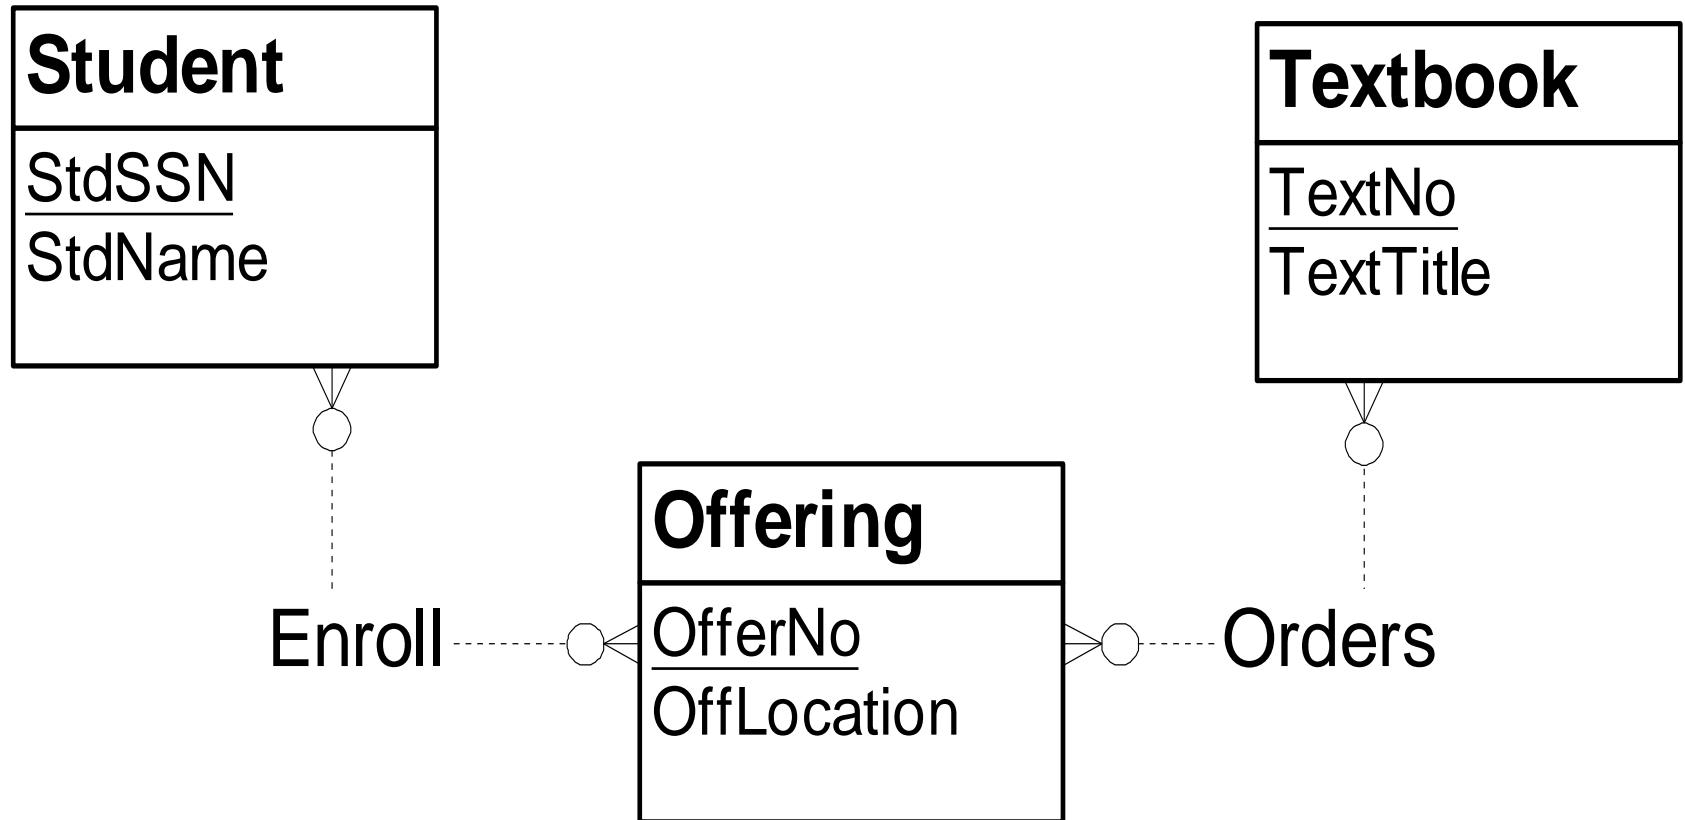 Student
StdSSN
StdName
Textbook
TextNo
TextTitle
Offering
OfferNo
OffLocation
Enroll
Orders